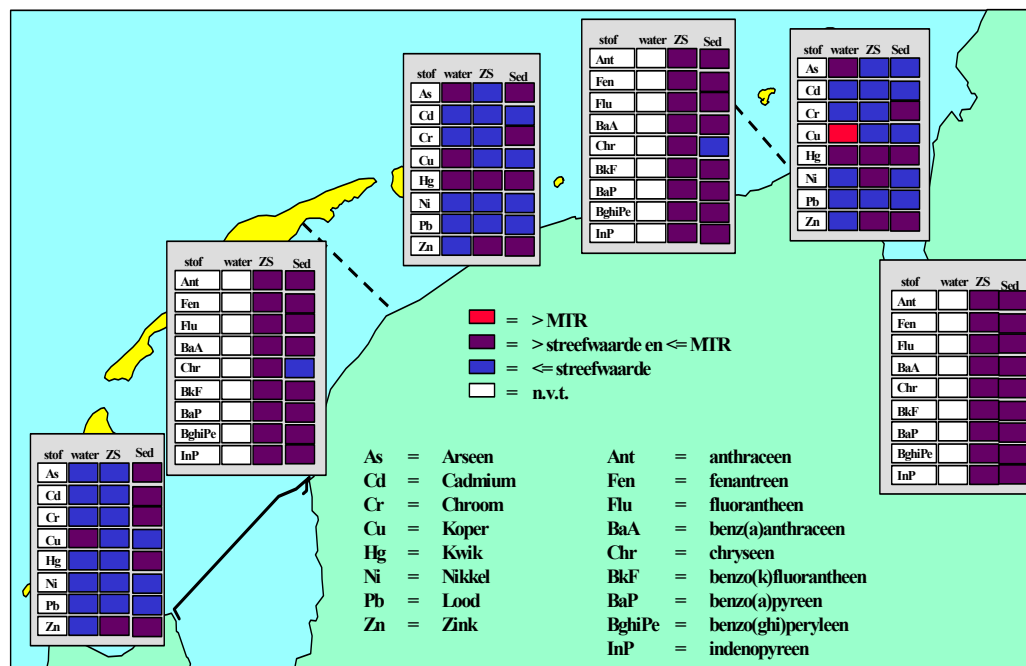 stof water ZS Sed
As
Cd
Cr
Cu
Hg
Ni
Pb
Zn
stof water ZS Sed
Ant
Fen
Flu
BaA
Chr
BkF
BaP
BghiPe
InP
stof water ZS Sed
As
Cd
Cr
Cu
Hg
Ni
Pb
Zn
stof water ZS Sed
Ant
Fen
Flu
BaA
Chr
BkF
BaP
BghiPe
InP
stof water ZS Sed
Ant
Fen
Flu
BaA
Chr
BkF
BaP
BghiPe
InP
stof water ZS Sed
As
Cd
Cr
Cu
Hg
Ni
Pb
Zn
= > MTR
= > streefwaarde en <= MTR
= <= streefwaarde
= n.v.t.
As = Arseen
Cd = Cadmium
Cr = Chroom
Cu = Koper
Hg = Kwik
Ni = Nikkel
Pb = Lood
Zn = Zink
Ant = anthraceen
Fen = fenantreen
Flu = fluorantheen
BaA = benz(a)anthraceen
Chr = chryseen
BkF = benzo(k)fluorantheen
BaP = benzo(a)pyreen
BghiPe = benzo(ghi)peryleen
InP = indenopyreen